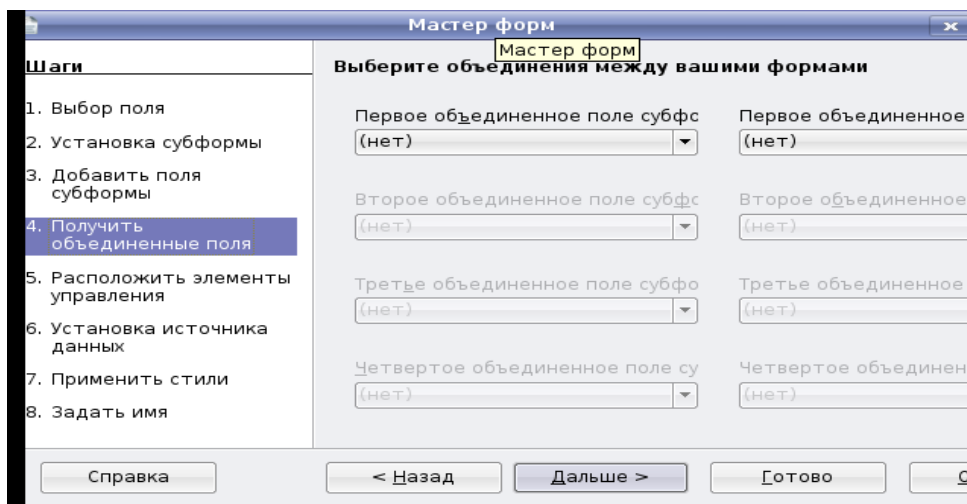 Мастер форм
Мастер форм
Шаги
1. Выбор поля
2. Установка субформы
3. Добавить поля
субформы
4. Получить
объединенные поля
5. Расположить элементы
управления
6. Установка источника
данных
7. Применить стили
8. Задать имя
Выберите объединения между вашими формами
Первое объединенное поле субфо
(нет)
Первое объединенное
(нет)
Второе объединенное поле субфо
(нет)
Второе объединенное
(нет)
Третье объединенное поле субфо
(нет)
Третье объединенное
(нет)
Четвертое объединенное поле су
(нет)
Четвертое объединен
(нет)
Справка
< Назад
Дальше >
Готово